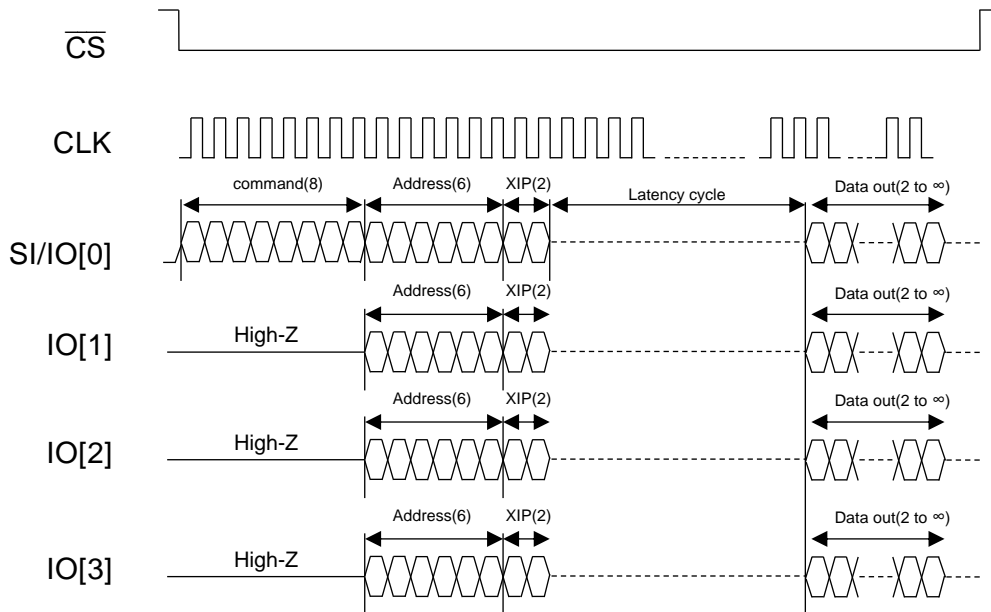 C̅S̅
CLK
command(8) Address(6) XIP(2) Latency cycle Data out(2 to ∞)
SI/IO[0]
Address(6) XIP(2) Data out(2 to ∞)
IO[1] High-Z
Address(6) XIP(2) Data out(2 to ∞)
IO[2] High-Z
Address(6) XIP(2) Data out(2 to ∞)
IO[3] High-Z